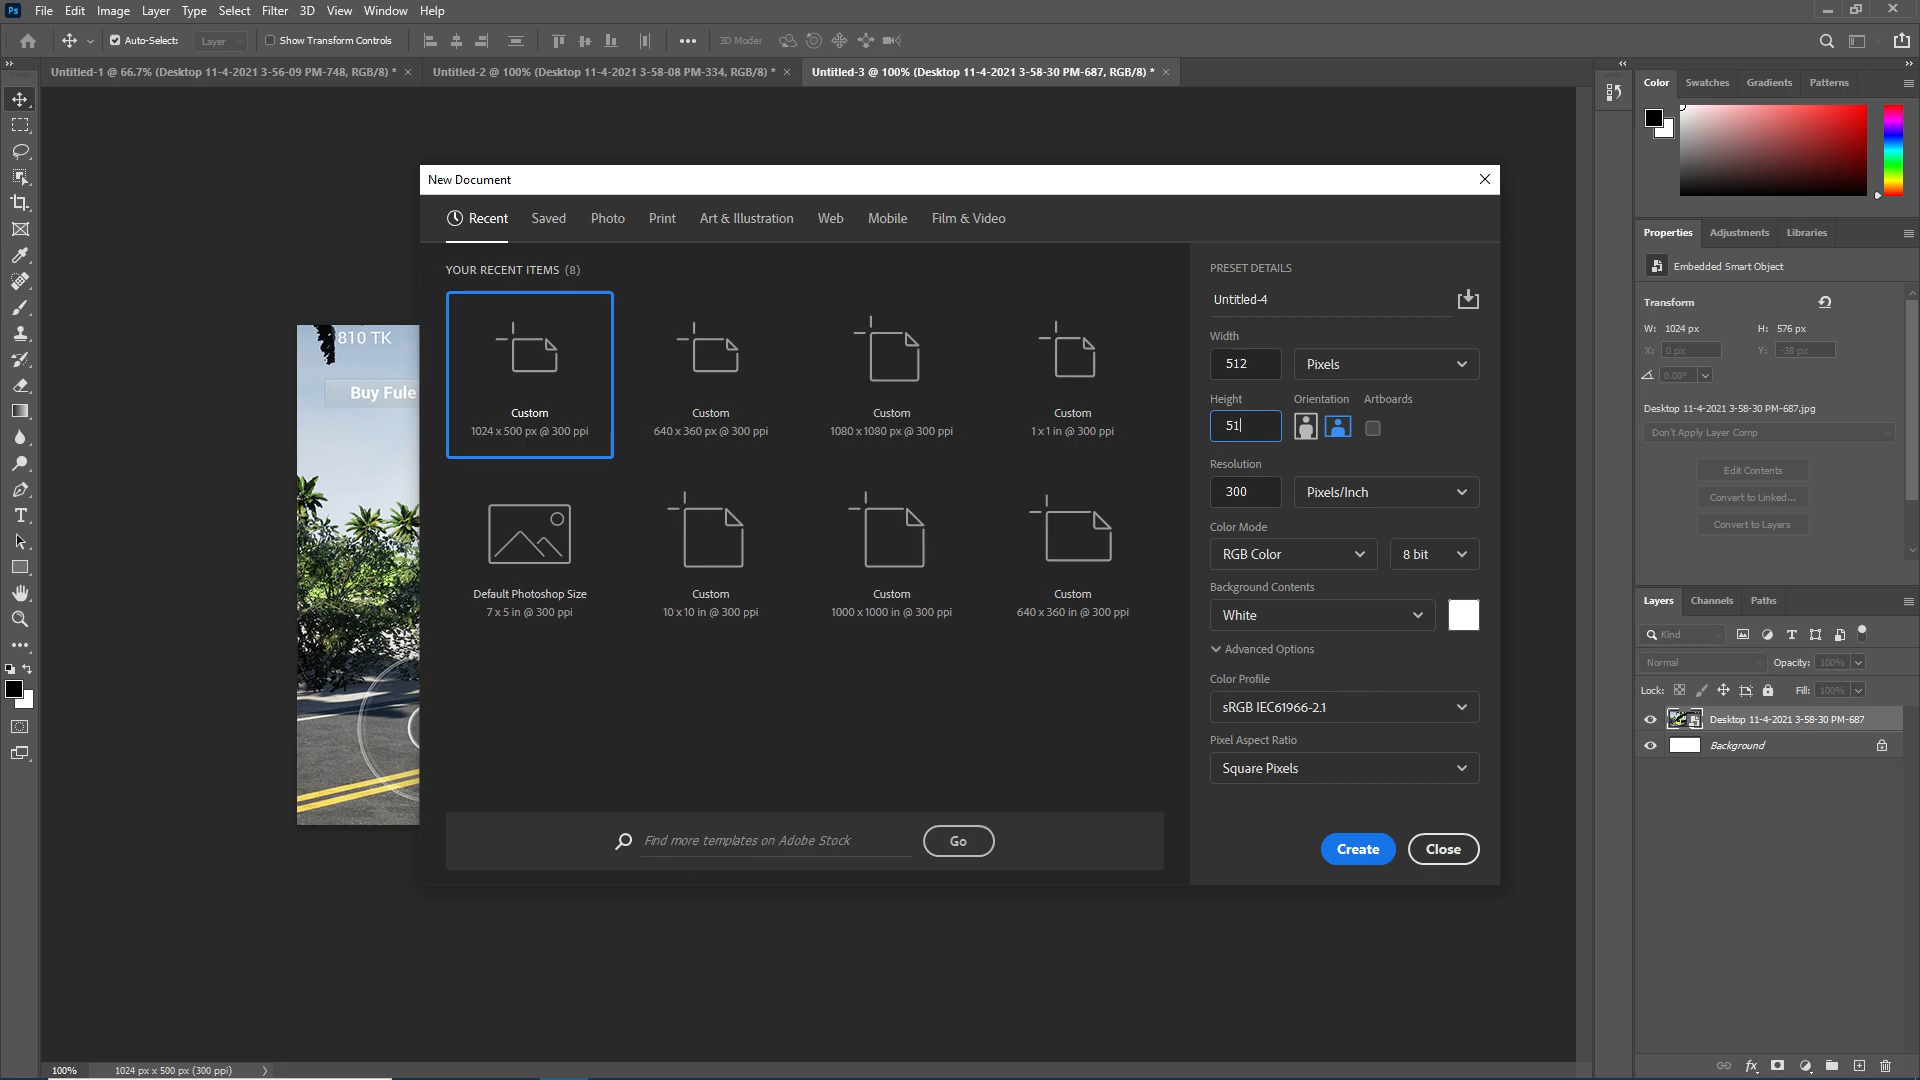 Ps File Edit Image Layer Type Select Filter 3D View Window Help
Auto-Select: Layer Show Transform Controls 3D Mode:
Untitled-1 @ 66.7% (Desktop 11-4-2021 3-56-09 PM-748, RGB/8) * Untitled-2 @ 100% (Desktop 11-4-2021 3-58-08 PM-334, RGB/8) * Untitled-3 @ 100% (Desktop 11-4-2021 3-58-30 PM-687, RGB/8) *
810 TK
Buy Fule
New Document
Recent Saved Photo Print Art & Illustration Web Mobile Film & Video
YOUR RECENT ITEMS (8)
Custom Custom Custom Custom
1024 x 500 px @ 300 ppi 640 x 360 px @ 300 ppi 1080 x 1080 px @ 300 ppi 1 x 1 in @ 300 ppi
Default Photoshop Size Custom Custom Custom
7 x 5 in @ 300 ppi 10 x 10 in @ 300 ppi 1000 x 1000 in @ 300 ppi 640 x 360 in @ 300 ppi
Find more templates on Adobe Stock Go
PRESET DETAILS
Untitled-4
Width
512 Pixels
Height Orientation Artboards
51
Resolution
300 Pixels/Inch
Color Mode
RGB Color 8 bit
Background Contents
White
Advanced Options
Color Profile
sRGB IEC61966-2.1
Pixel Aspect Ratio
Square Pixels
Create Close
Color Swatches Gradients Patterns
Properties Adjustments Libraries
Embedded Smart Object
Transform
W: 1024 px H: 576 px
X: 0 px Y: -38 px
0.00°
Desktop 11-4-2021 3-58-30 PM-687.jpg
Don't Apply Layer Comp
Edit Contents
Convert to Linked...
Convert to Layers
Layers Channels Paths
Kind
Normal Opacity: 100%
Lock: Fill: 100%
Desktop 11-4-2021 3-58-30 PM-687
Background
fx
100% 1024 px x 500 px (300 ppi)